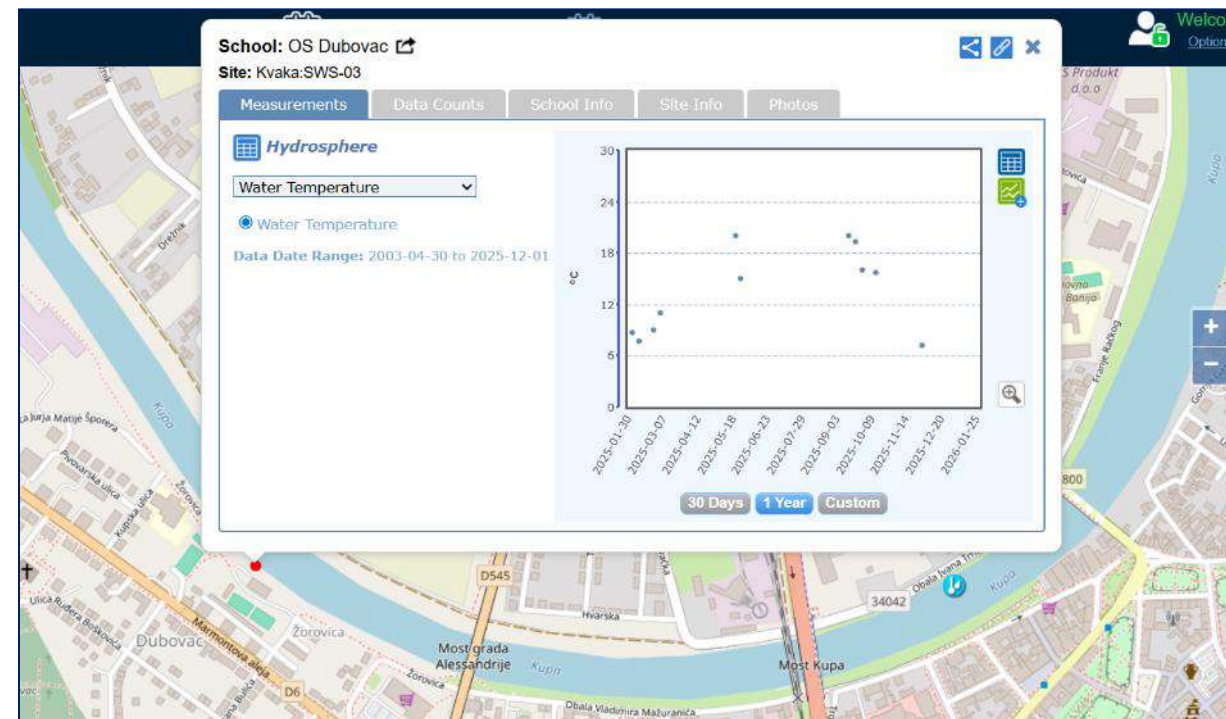 Welco
Option
School: OS Dubovac
Site: Kvaka:SWS-03
Measurements Data Counts School Info Site Info Photos
Hydrosphere
Water Temperature
Water Temperature
Data Date Range: 2003-04-30 to 2025-12-01
°C
30
24
18
12
6
0
2025-01-30
2025-03-07
2025-04-12
2025-05-18
2025-06-23
2025-07-29
2025-09-03
2025-10-09
2025-11-14
2025-12-20
2026-01-25
30 Days 1 Year Custom
S Produkt
d.o.o
Kupa
Drežnik
Banija
Franje Račkog
+
−
Jurja Matije Šporera
Kupa
Pivovarska ulica
Kupska ulica
Žorovica
800
D545
Hvarska
34042
Obala Ivana Trn
Kupa
Ulica Ruđera Boškovića
Dubovac
Marmontova aleja
Žorovica
Most grada
Alessandrije
Kupa
Most Kupa
Žorovica
D6
Obala Vladimira Mažuranića